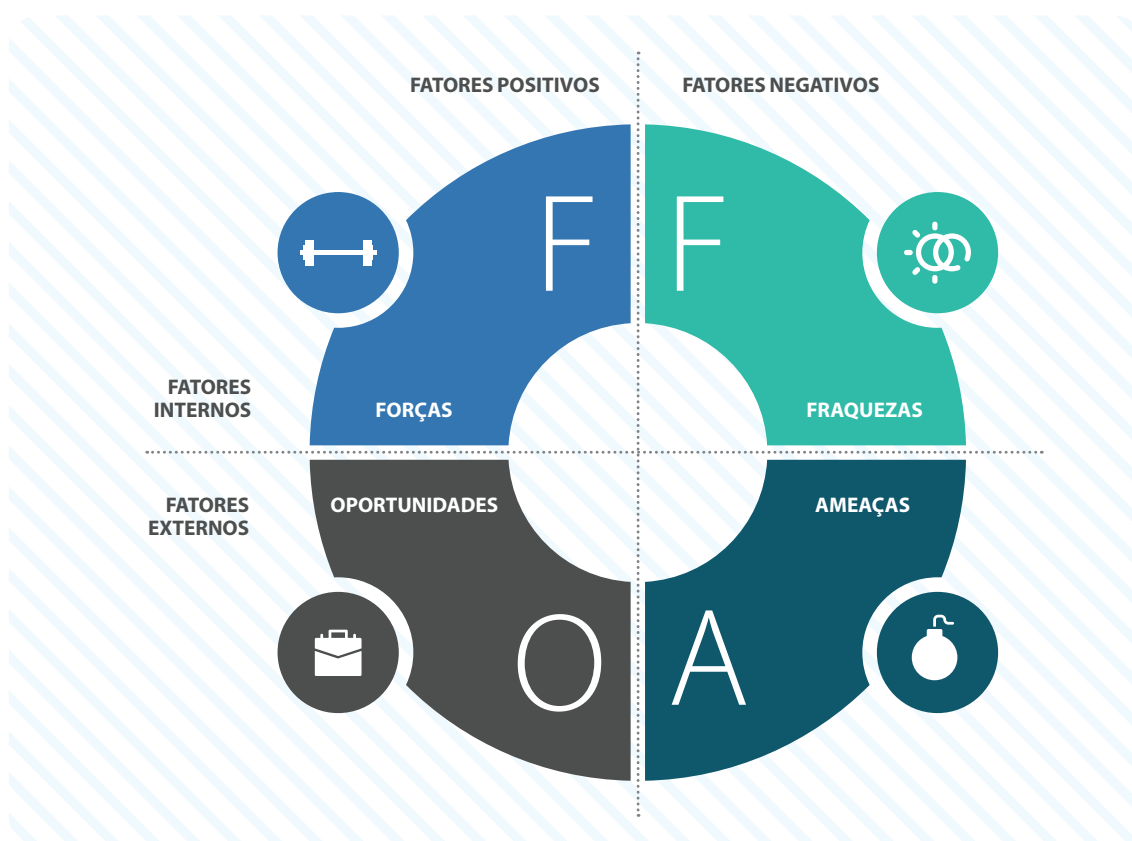 FATORES POSITIVOS
FATORES NEGATIVOS
F
F
FATORES
INTERNOS
FORÇAS
FRAQUEZAS
FATORES
EXTERNOS
OPORTUNIDADES
AMEAÇAS
O
A